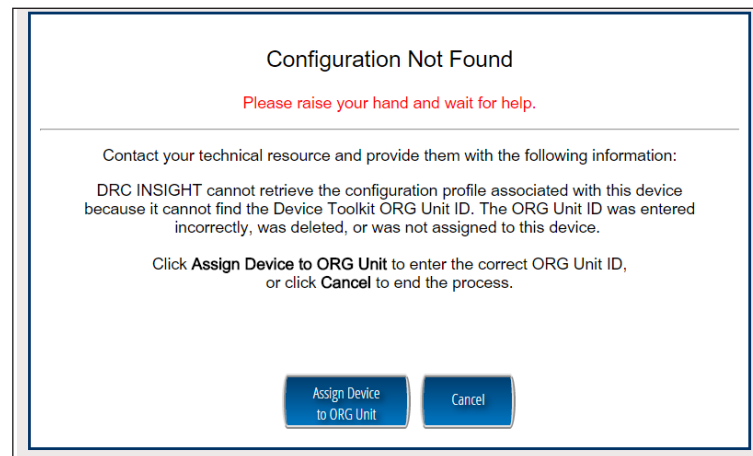 Configuration Not Found
Please raise your hand and wait for help.
Contact your technical resource and provide them with the following information:
DRC INSIGHT cannot retrieve the configuration profile associated with this device
because it cannot find the Device Toolkit ORG Unit ID. The ORG Unit ID was entered
incorrectly, was deleted, or was not assigned to this device.
Click Assign Device to ORG Unit to enter the correct ORG Unit ID,
or click Cancel to end the process.
Assign Device
to ORG Unit
Cancel